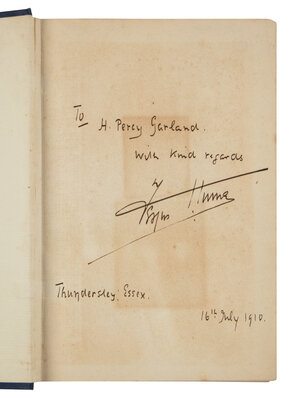 To
H. Percy Garland.
With kind regards
Fergus Hume
Thundersley Essex.
16th July 1910.